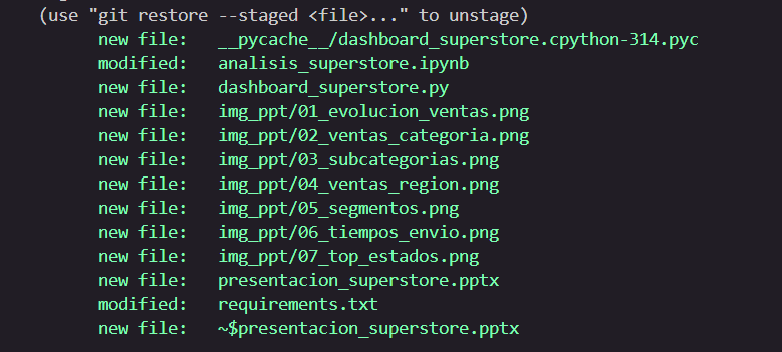 (use "git restore --staged <file>..." to unstage)
new file:   __pycache__/dashboard_superstore.cpython-314.pyc
modified:   analisis_superstore.ipynb
new file:   dashboard_superstore.py
new file:   img_ppt/01_evolucion_ventas.png
new file:   img_ppt/02_ventas_categoria.png
new file:   img_ppt/03_subcategorias.png
new file:   img_ppt/04_ventas_region.png
new file:   img_ppt/05_segmentos.png
new file:   img_ppt/06_tiempos_envio.png
new file:   img_ppt/07_top_estados.png
new file:   presentacion_superstore.pptx
modified:   requirements.txt
new file:   ~$presentacion_superstore.pptx